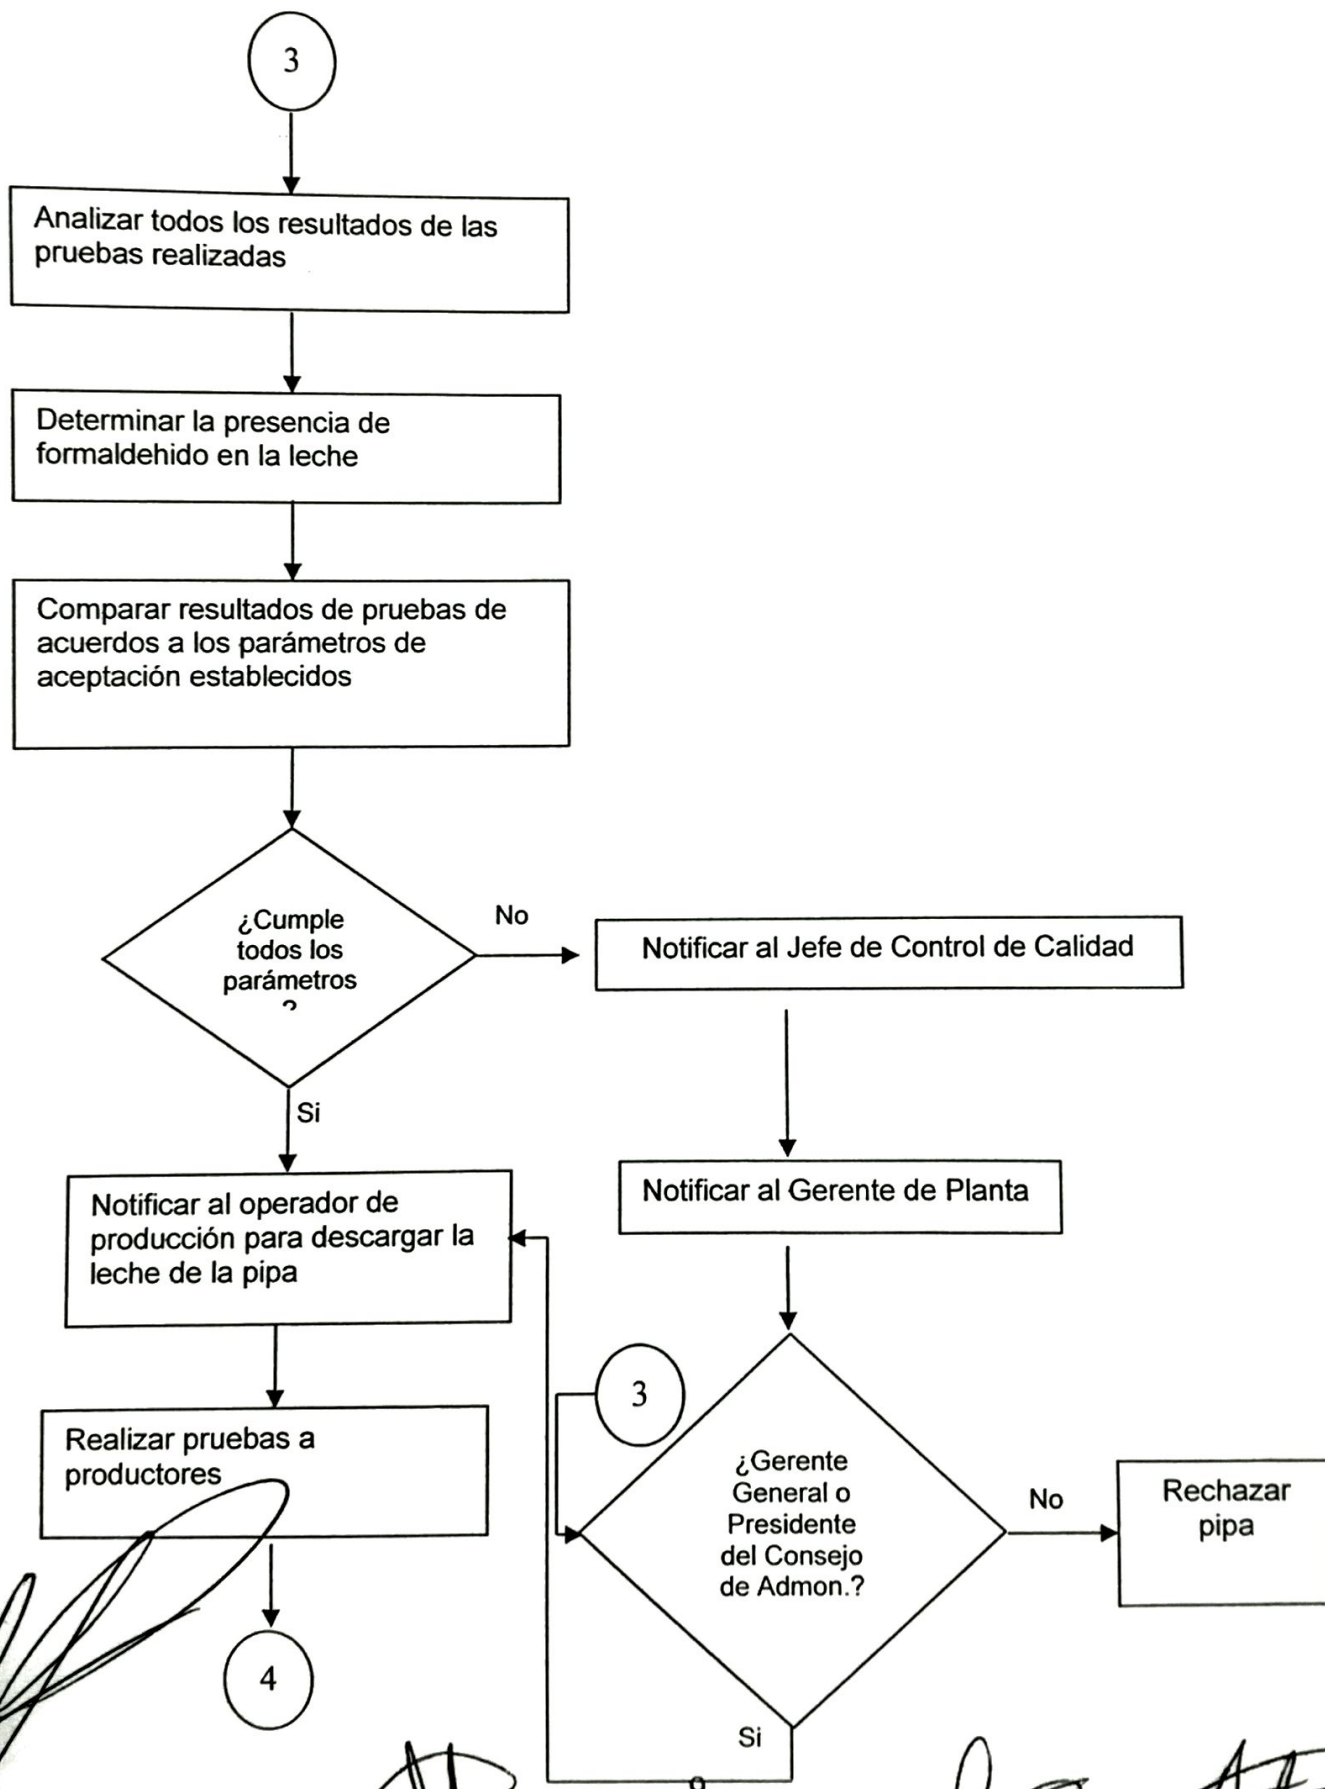 3
Analizar todos los resultados de las
pruebas realizadas
Determinar la presencia de
formaldehido en la leche
Comparar resultados de pruebas de
acuerdos a los parámetros de
aceptación establecidos
¿Cumple
todos los
parámetros
?
No
Notificar al Jefe de Control de Calidad
Si
Notificar al operador de
producción para descargar la
leche de la pipa
Notificar al Gerente de Planta
3
Realizar pruebas a
productores
¿Gerente
General o
Presidente
del Consejo
de Admon.?
No
Rechazar
pipa
4
Si